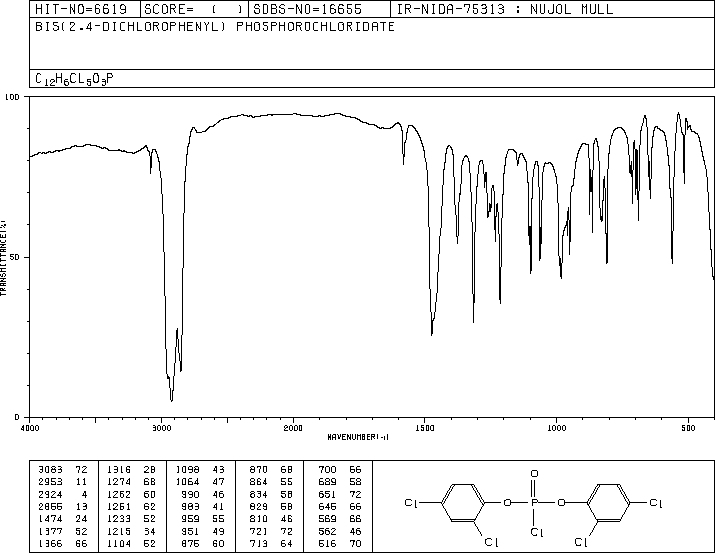 HIT-NO=6619 SCORE= ( ) SDBS-NO=16655 IR-NIDA-75313 : NUJOL MULL
BIS(2,4-DICHLOROPHENYL) PHOSPHOROCHLORIDATE
C12H6CL5O3P
100
50
0
TRANSMITTANCE(%)
4000 3000 2000 1500 1000 500
WAVENUMBER(-1)
3083 72 1316 28 1098 43 870 68 700 66
2953 11 1274 68 1064 47 864 55 689 58
2924 4 1262 60 990 46 834 58 651 72
2855 13 1251 62 983 41 829 58 645 66
1474 24 1233 52 959 55 810 46 569 66
1377 52 1215 34 951 49 721 72 562 46
1366 66 1104 52 875 60 713 64 516 70
O
Cl O P O Cl
Cl Cl Cl